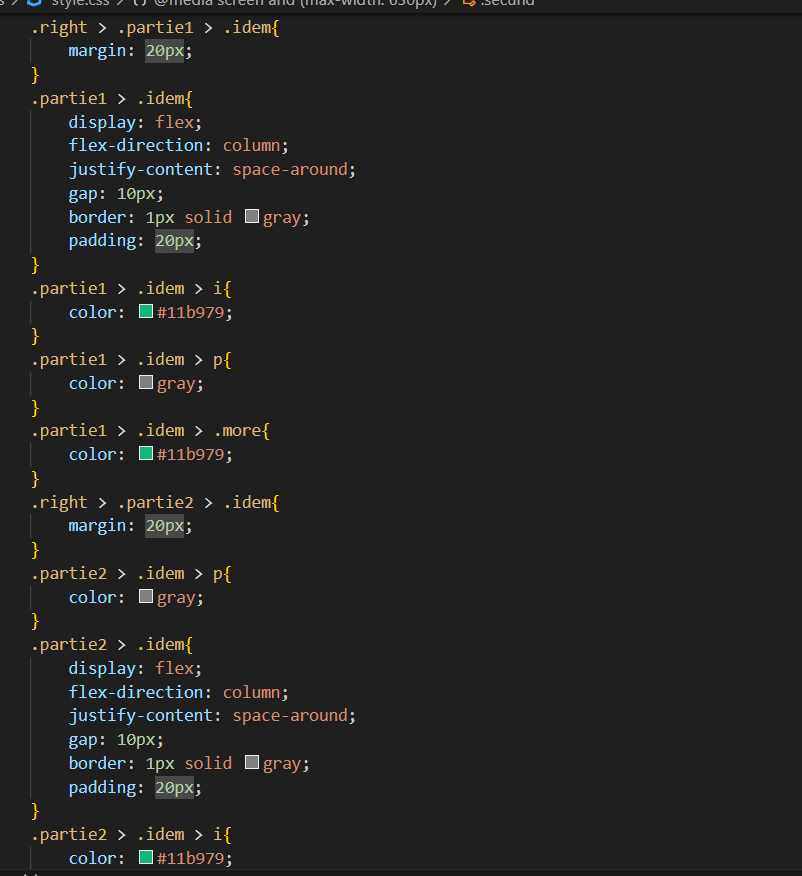 style.css > {} @media screen and (max-width: 630px) > .second
.right > .partie1 > .idem{
    margin: 20px;
}
.partie1 > .idem{
    display: flex;
    flex-direction: column;
    justify-content: space-around;
    gap: 10px;
    border: 1px solid gray;
    padding: 20px;
}
.partie1 > .idem > i{
    color: #11b979;
}
.partie1 > .idem > p{
    color: gray;
}
.partie1 > .idem > .more{
    color: #11b979;
}
.right > .partie2 > .idem{
    margin: 20px;
}
.partie2 > .idem > p{
    color: gray;
}
.partie2 > .idem{
    display: flex;
    flex-direction: column;
    justify-content: space-around;
    gap: 10px;
    border: 1px solid gray;
    padding: 20px;
}
.partie2 > .idem > i{
    color: #11b979;